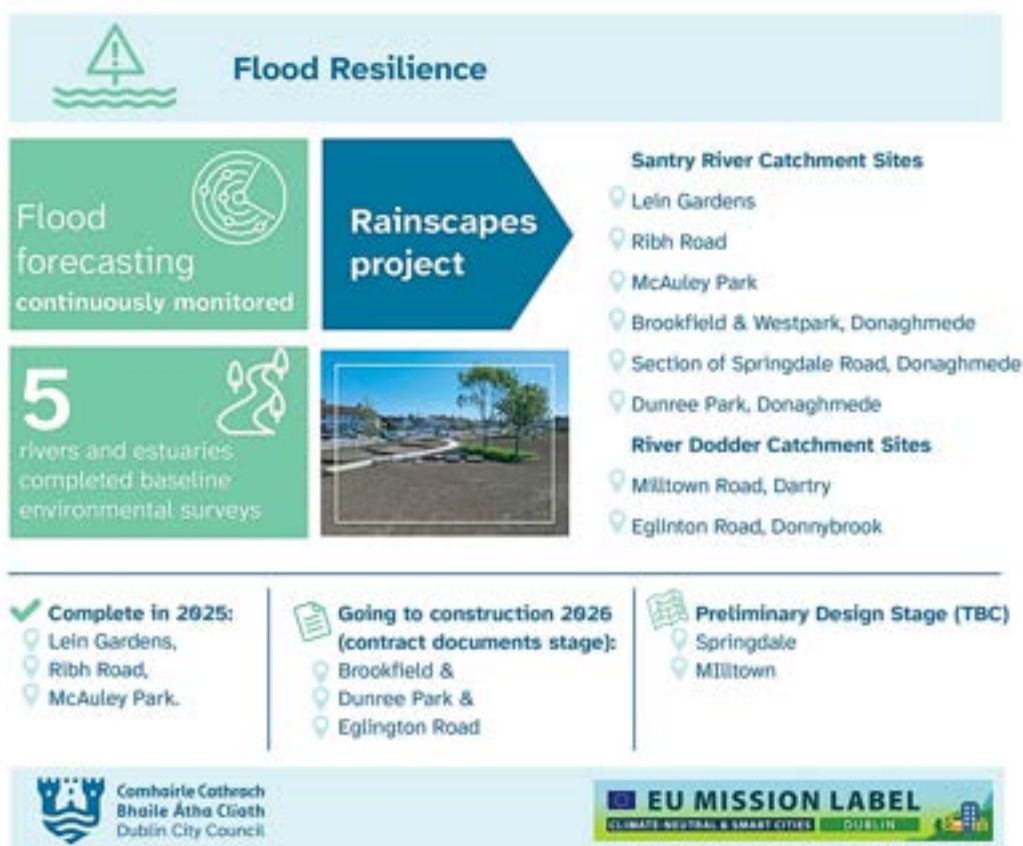 Flood Resilience
Flood
forecasting
continuously monitored
Rainscapes
project
5
rivers and estuaries
completed baseline
environmental surveys
Santry River Catchment Sites
Lein Gardens
Ribh Road
McAuley Park
Brookfield & Westpark, Donaghmede
Section of Springdale Road, Donaghmede
Dunree Park, Donaghmede
River Dodder Catchment Sites
Milltown Road, Dartry
Eglinton Road, Donnybrook
Complete in 2025:
Lein Gardens,
Ribh Road,
McAuley Park.
Going to construction 2026
(contract documents stage):
Brookfield &
Dunree Park &
Eglington Road
Preliminary Design Stage (TBC)
Springdale
MIlltown
Comhairle Cathrach
Bhaile Átha Cliath
Dublin City Council
EU MISSION LABEL
CLIMATE-NEUTRAL & SMART CITIES DUBLIN